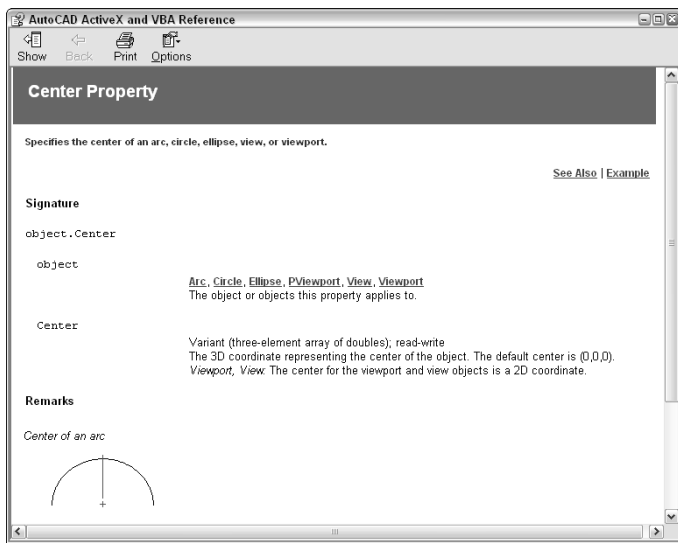 AutoCAD ActiveX and VBA Reference
Show Back Print Options
Center Property
Specifies the center of an arc, circle, ellipse, view, or viewport.
See Also | Example
Signature
object.Center
object
Arc, Circle, Ellipse, PViewport, View, Viewport
The object or objects this property applies to.
Center
Variant (three-element array of doubles); read-write
The 3D coordinate representing the center of the object. The default center is (0,0,0).
Viewport, View: The center for the viewport and view objects is a 2D coordinate.
Remarks
Center of an arc